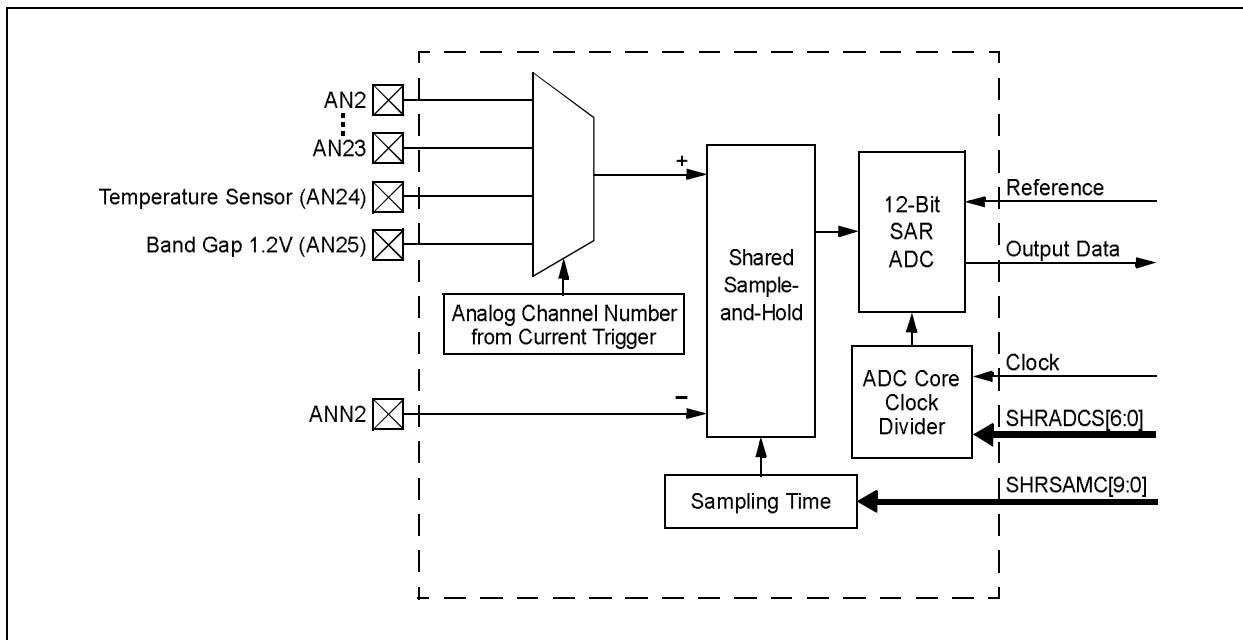 AN2
AN23
Temperature Sensor (AN24)
Band Gap 1.2V (AN25)
Analog Channel Number
from Current Trigger
ANN2
+
–
Shared
Sample-
and-Hold
Sampling Time
12-Bit
SAR
ADC
ADC Core
Clock
Divider
Reference
Output Data
Clock
SHRADCS[6:0]
SHRSAMC[9:0]